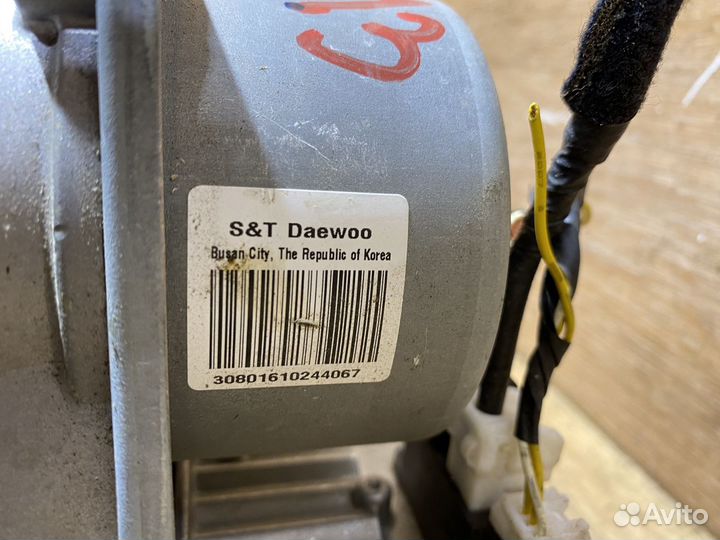 S&T Daewoo
Busan City, The Republic of Korea
30801610244067
Avito